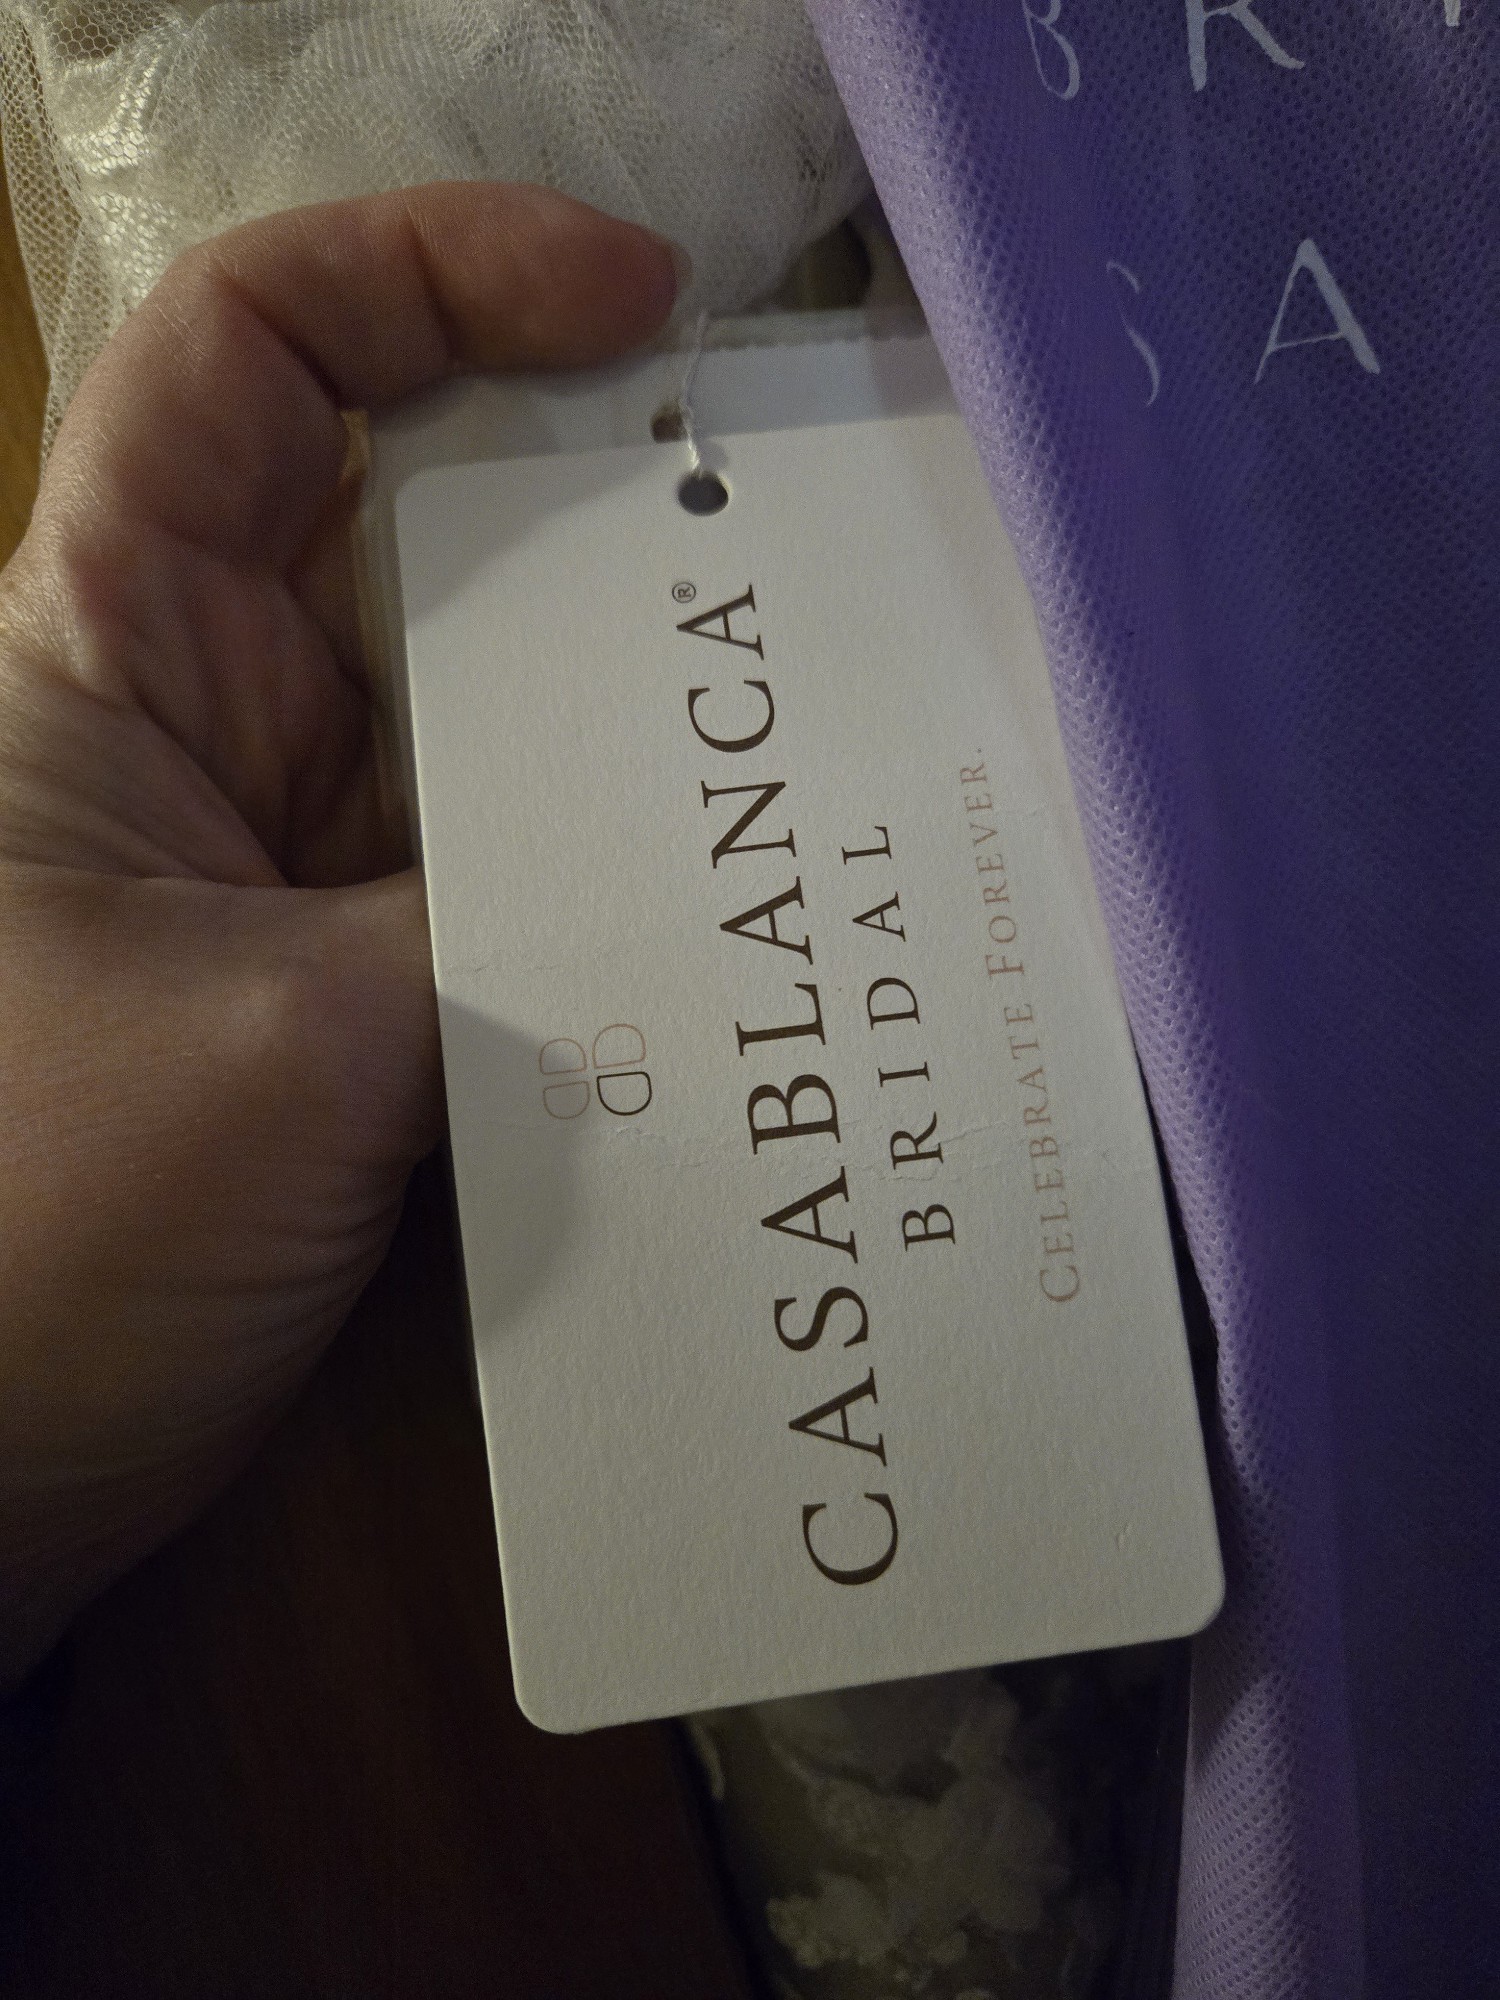 CASABLANCA®
BRIDAL
CELEBRATE FOREVER.
B R
S A